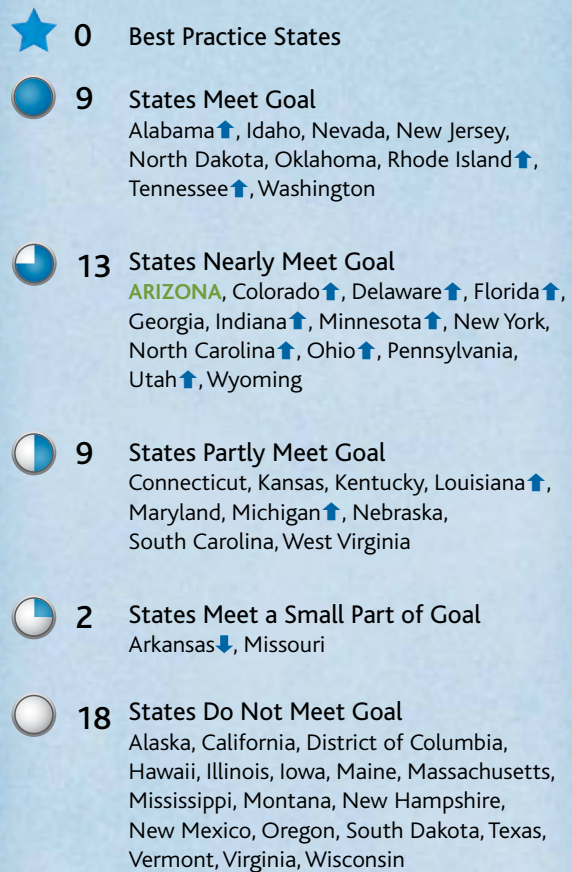 0 Best Practice States
9 States Meet Goal
Alabama⬆, Idaho, Nevada, New Jersey,
North Dakota, Oklahoma, Rhode Island⬆,
Tennessee⬆, Washington
13 States Nearly Meet Goal
ARIZONA, Colorado⬆, Delaware⬆, Florida⬆,
Georgia, Indiana⬆, Minnesota⬆, New York,
North Carolina⬆, Ohio⬆, Pennsylvania,
Utah⬆, Wyoming
9 States Partly Meet Goal
Connecticut, Kansas, Kentucky, Louisiana⬆,
Maryland, Michigan⬆, Nebraska,
South Carolina, West Virginia
2 States Meet a Small Part of Goal
Arkansas⬇, Missouri
18 States Do Not Meet Goal
Alaska, California, District of Columbia,
Hawaii, Illinois, Iowa, Maine, Massachusetts,
Mississippi, Montana, New Hampshire,
New Mexico, Oregon, South Dakota, Texas,
Vermont, Virginia, Wisconsin